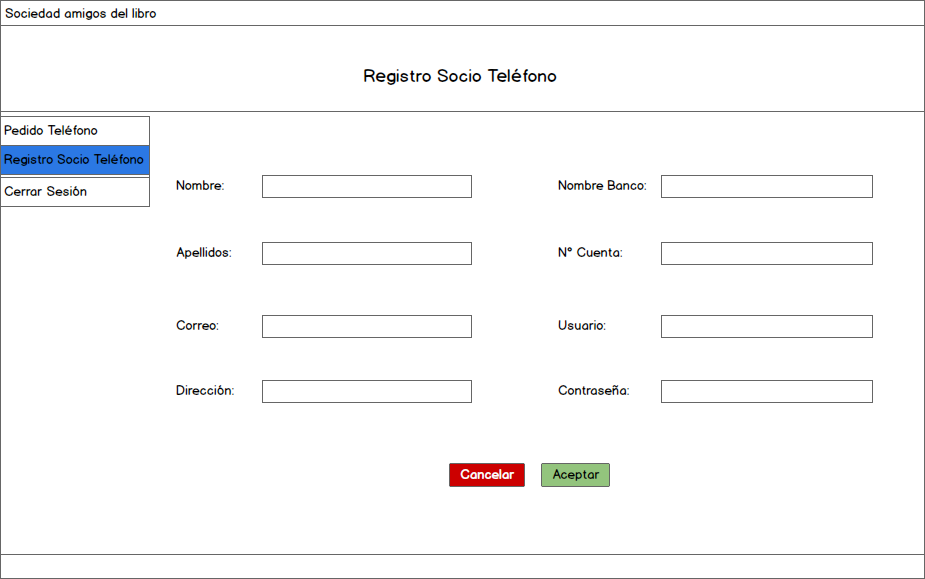 Sociedad amigos del libro
Registro Socio Teléfono
Pedido Teléfono
Registro Socio Teléfono
Cerrar Sesión
Nombre:
Nombre Banco:
Apellidos:
Nº Cuenta:
Correo:
Usuario:
Dirección:
Contraseña:
Cancelar
Aceptar